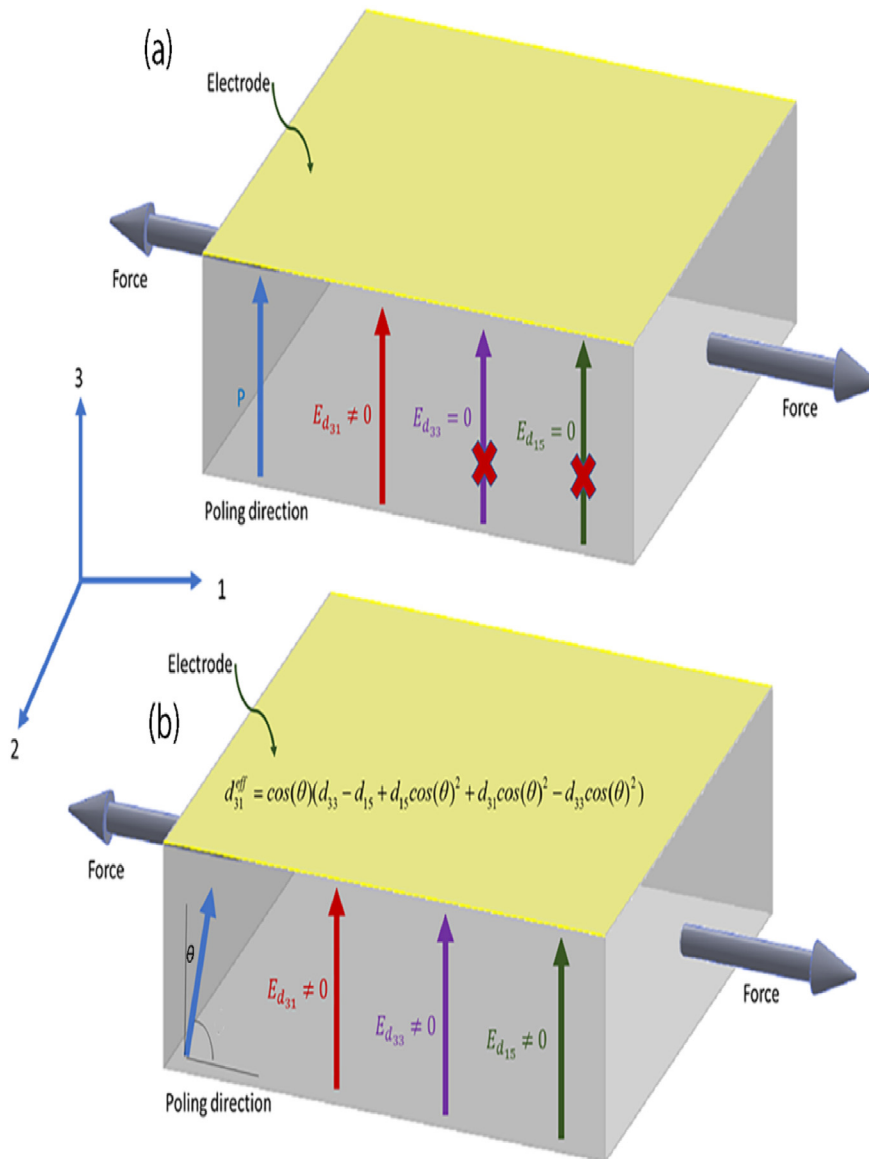 (a)
Electrode
Force
Force
P
E_{d_{31}} ≠ 0
E_{d_{33}} = 0
E_{d_{15}} = 0
Poling direction
3
1
2
(b)
Electrode
d_{31}^{eff} = cos(θ)(d_{33} − d_{15} + d_{15}cos(θ)^2 + d_{31}cos(θ)^2 − d_{33}cos(θ)^2)
Force
Force
θ
E_{d_{31}} ≠ 0
E_{d_{33}} ≠ 0
E_{d_{15}} ≠ 0
Poling direction